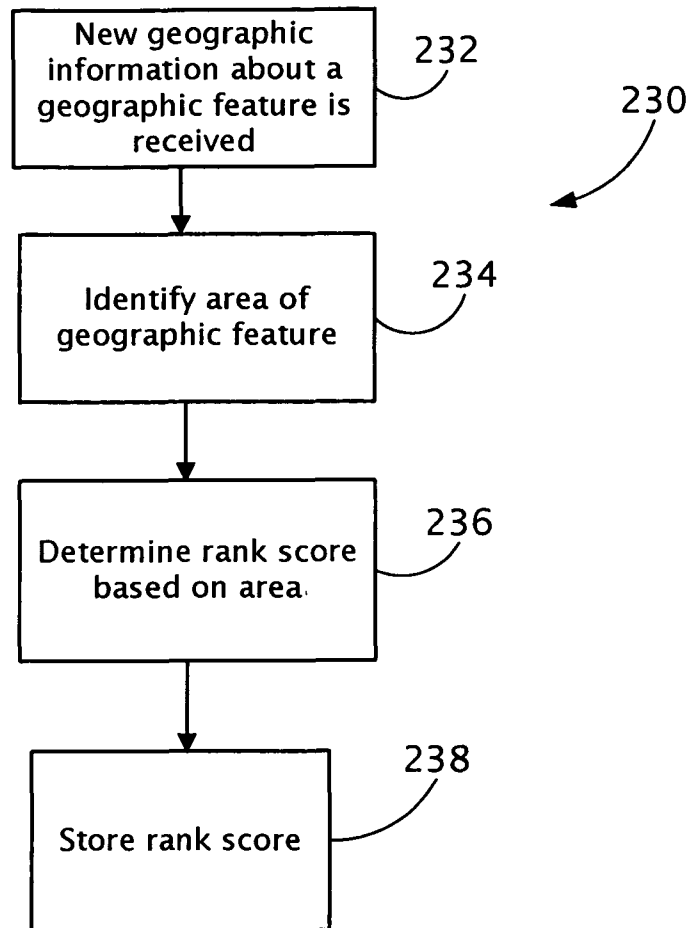 New geographic
information about a
geographic feature is
received
232
230
Identify area of
geographic feature
234
Determine rank score
based on area.
236
Store rank score
238